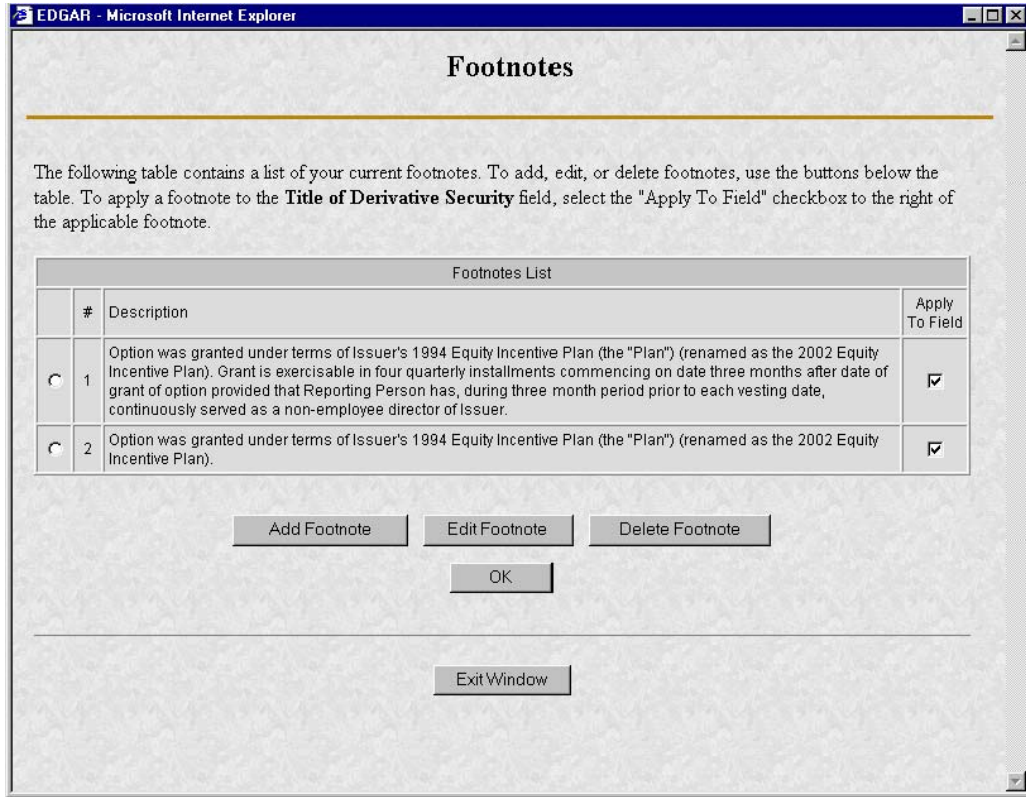 EDGAR - Microsoft Internet Explorer
Footnotes
The following table contains a list of your current footnotes. To add, edit, or delete footnotes, use the buttons below the
table. To apply a footnote to the Title of Derivative Security field, select the "Apply To Field" checkbox to the right of
the applicable footnote.
Footnotes List
# Description Apply To Field
1 Option was granted under terms of Issuer's 1994 Equity Incentive Plan (the "Plan") (renamed as the 2002 Equity
Incentive Plan). Grant is exercisable in four quarterly installments commencing on date three months after date of
grant of option provided that Reporting Person has, during three month period prior to each vesting date,
continuously served as a non-employee director of Issuer.
2 Option was granted under terms of Issuer's 1994 Equity Incentive Plan (the "Plan") (renamed as the 2002 Equity
Incentive Plan).
Add Footnote Edit Footnote Delete Footnote
OK
Exit Window